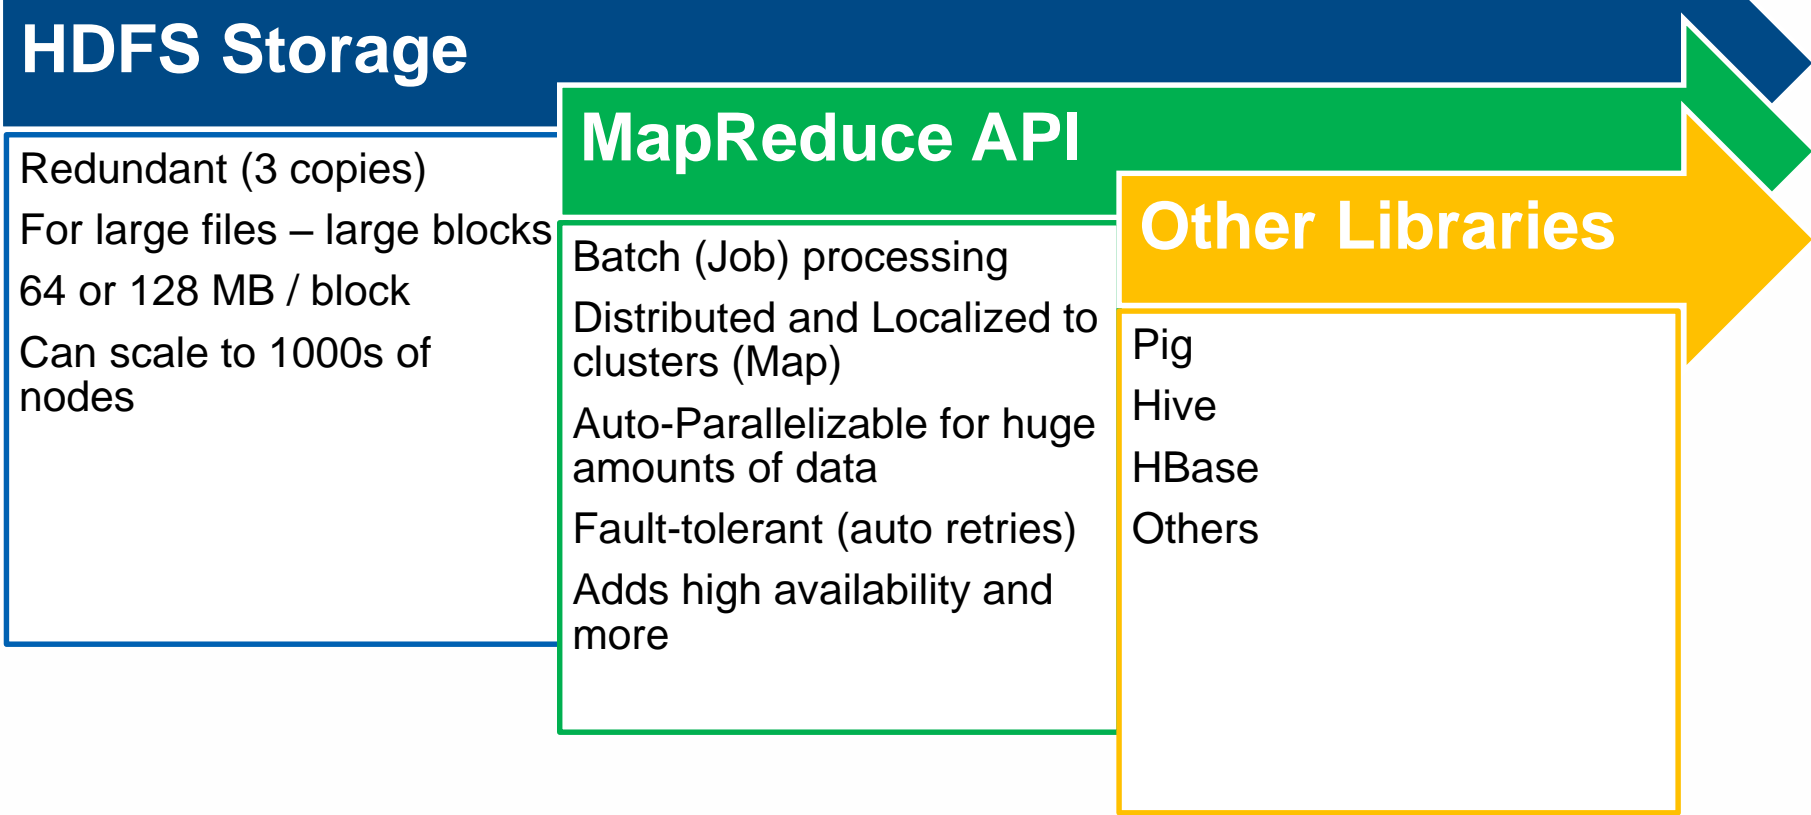 HDFS Storage
Redundant (3 copies)
For large files – large blocks
64 or 128 MB / block
Can scale to 1000s of
nodes
MapReduce API
Batch (Job) processing
Distributed and Localized to
clusters (Map)
Auto-Parallelizable for huge
amounts of data
Fault-tolerant (auto retries)
Adds high availability and
more
Other Libraries
Pig
Hive
HBase
Others